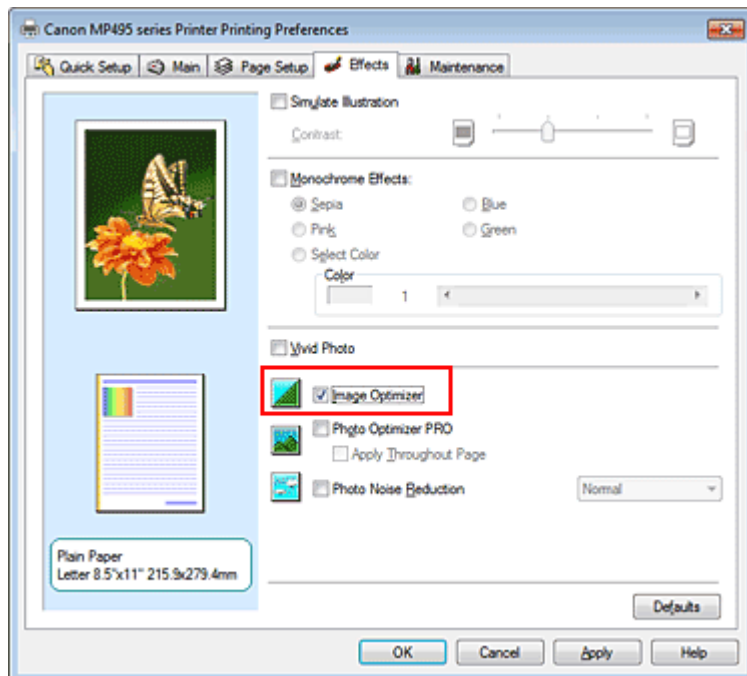 Canon MP495 series Printer Printing Preferences
Quick Setup Main Page Setup Effects Maintenance
Simulate Illustration
Contrast:
Monochrome Effects:
Sepia Blue
Pink Green
Select Color
Color
1
Vivid Photo
Image Optimizer
Photo Optimizer PRO
Apply Throughout Page
Photo Noise Reduction Normal
Plain Paper
Letter 8.5"x11" 215.9x279.4mm
Defaults
OK Cancel Apply Help